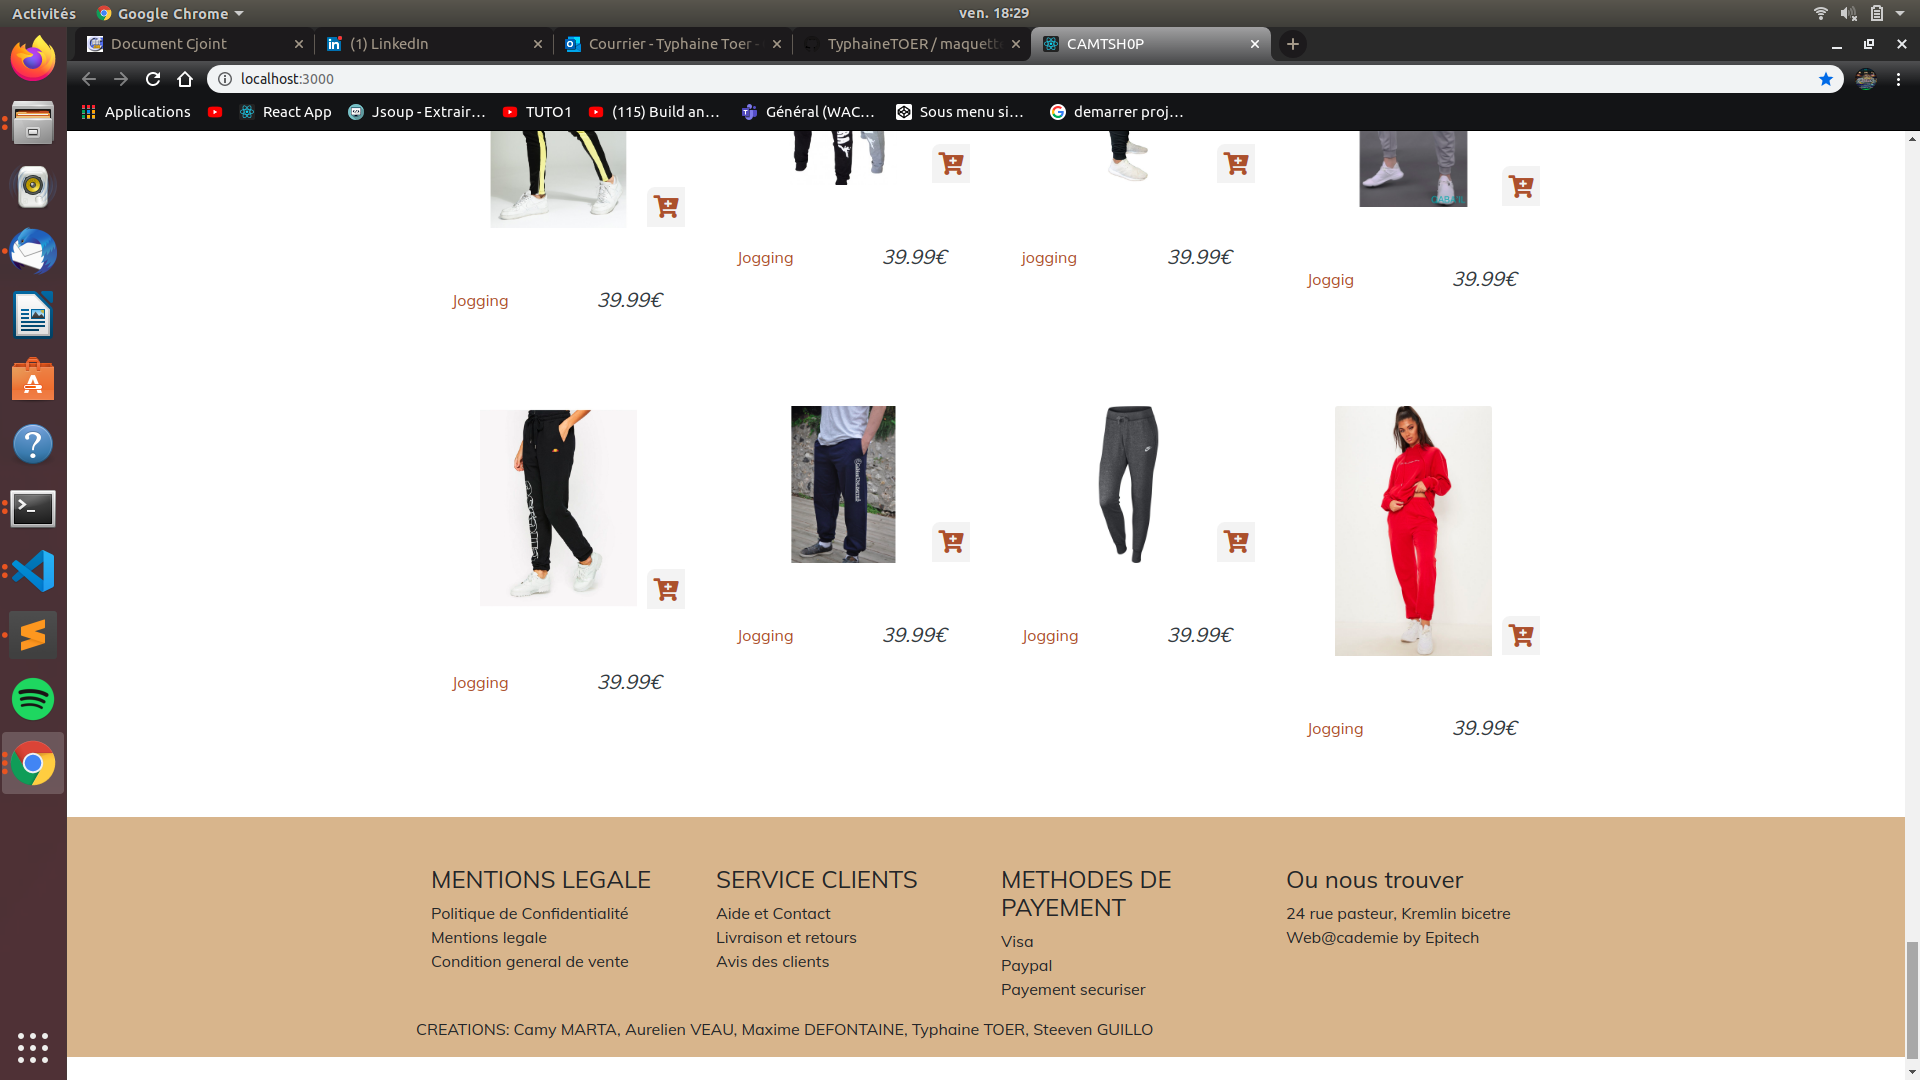 Activités
Google Chrome
ven. 18:29
Document Cjoint
(1) LinkedIn
Courrier - Typhaine Toer -
TyphaineTOER / maquett
CAMTSH0P
localhost:3000
Applications
React App
Jsoup - Extrair…
TUTO1
(115) Build an…
Général (WAC…
Sous menu si…
demarrer proj…
Jogging 39.99€
Jogging 39.99€
jogging 39.99€
Joggig 39.99€
Jogging 39.99€
Jogging 39.99€
Jogging 39.99€
Jogging 39.99€
MENTIONS LEGALE
Politique de Confidentialité
Mentions legale
Condition general de vente
SERVICE CLIENTS
Aide et Contact
Livraison et retours
Avis des clients
METHODES DE
PAYEMENT
Visa
Paypal
Payement securiser
Ou nous trouver
24 rue pasteur, Kremlin bicetre
Web@cademie by Epitech
CREATIONS: Camy MARTA, Aurelien VEAU, Maxime DEFONTAINE, Typhaine TOER, Steeven GUILLO